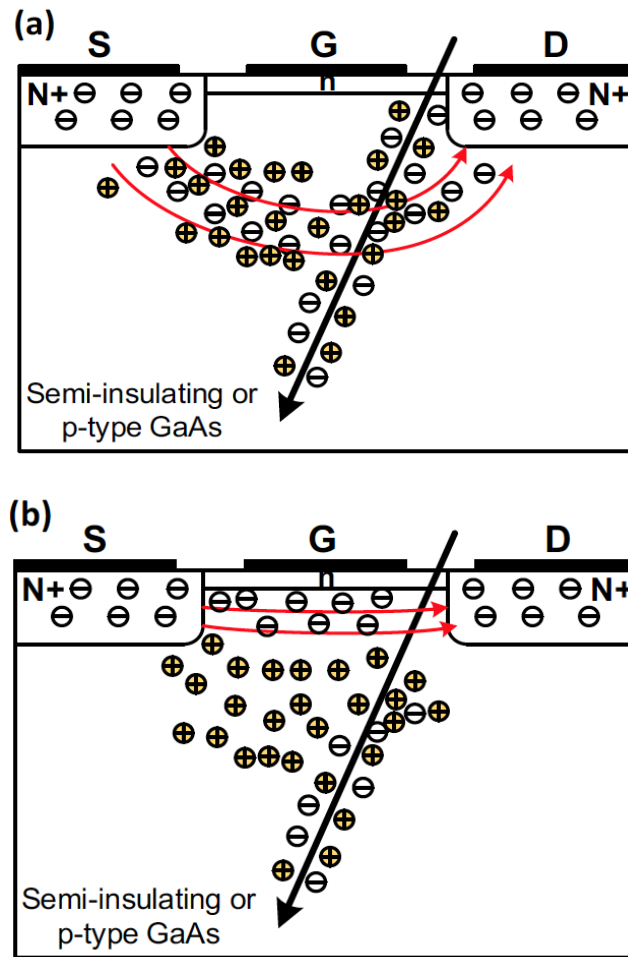 (a)
S G D
N+ n N+
Semi-insulating or
p-type GaAs
(b)
S G D
N+ n N+
Semi-insulating or
p-type GaAs